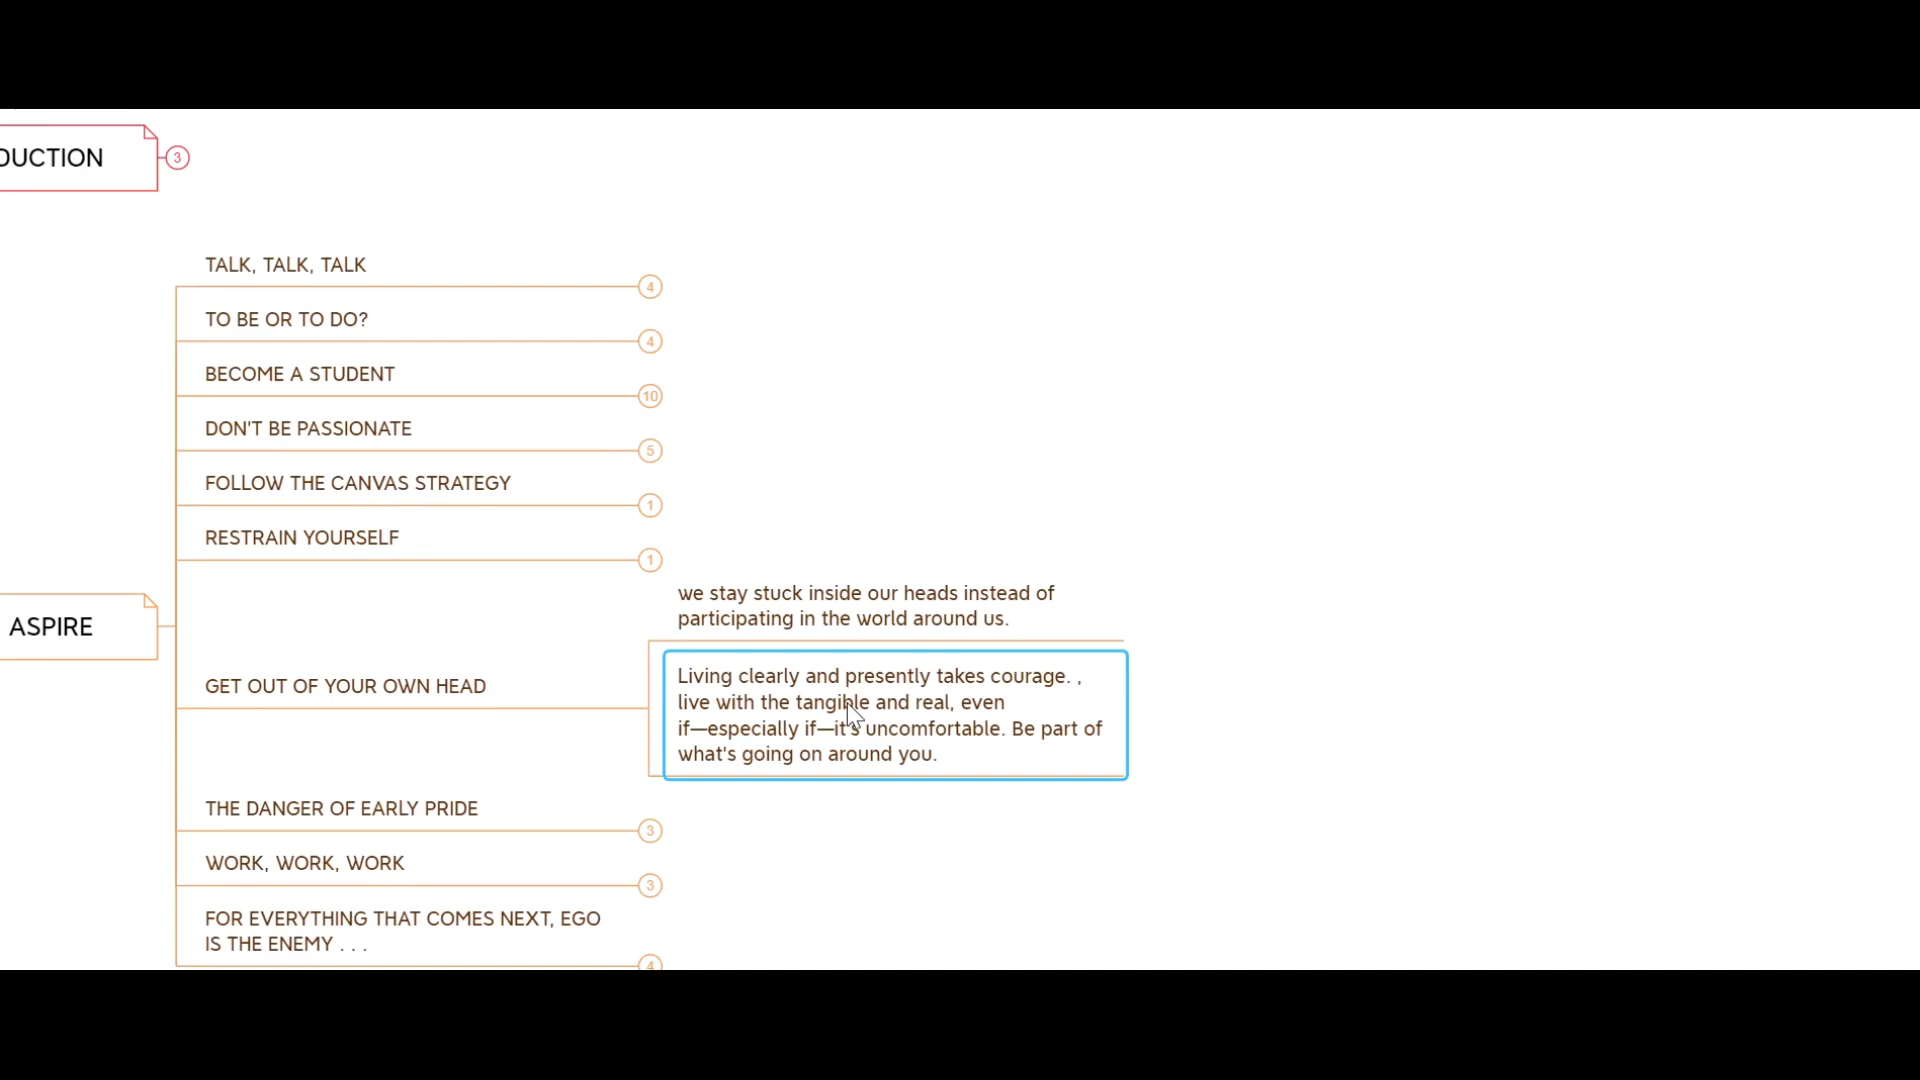 DUCTION
3
TALK, TALK, TALK
4
TO BE OR TO DO?
4
BECOME A STUDENT
10
DON'T BE PASSIONATE
5
FOLLOW THE CANVAS STRATEGY
1
RESTRAIN YOURSELF
1
we stay stuck inside our heads instead of
participating in the world around us.
ASPIRE
GET OUT OF YOUR OWN HEAD
Living clearly and presently takes courage. ,
live with the tangible and real, even
if—especially if—it's uncomfortable. Be part of
what's going on around you.
THE DANGER OF EARLY PRIDE
3
WORK, WORK, WORK
3
FOR EVERYTHING THAT COMES NEXT, EGO
IS THE ENEMY . . .
4